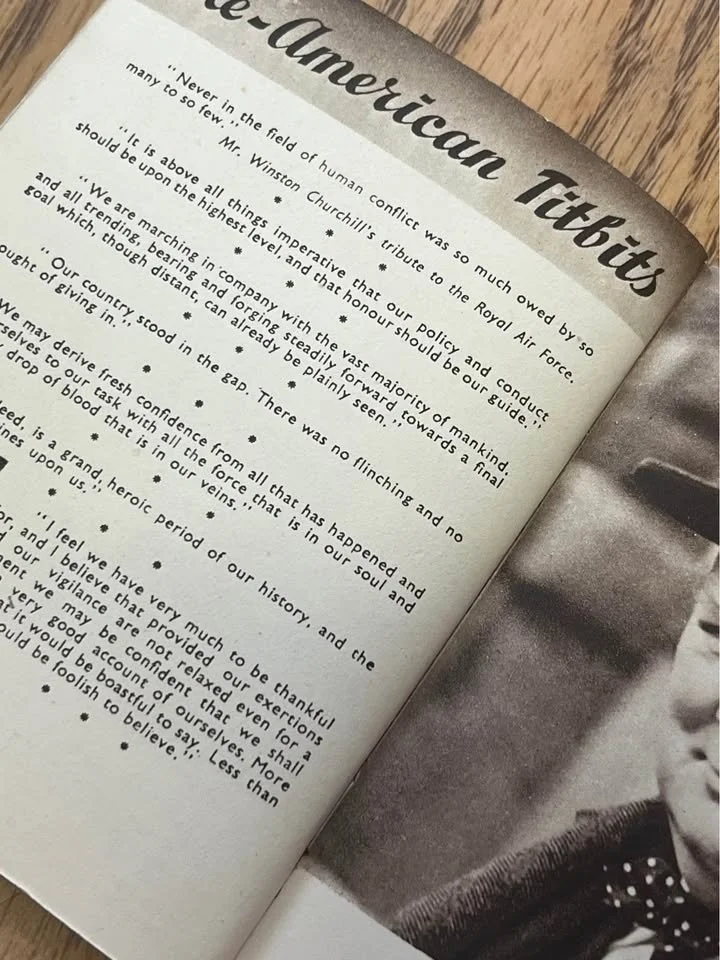 -American Titbits
“Never in the field of human conflict was so much owed by so
many to so few.”
Mr. Winston Churchill's tribute to the Royal Air Force.
* * *
“It is above all things imperative that our policy and conduct
should be upon the highest level, and that honour should be our guide.”
* * *
“We are marching in company with the vast majority of mankind,
and all trending, bearing and forging steadily forward towards a final
goal which, though distant, can already be plainly seen.”
* * *
“Our country stood in the gap. There was no flinching and no
of giving in.”
* * *
We may derive fresh confidence from all that has happened and
to our task with all the force that is in our soul and
drop of blood that is in our veins.”
* * *
is a grand, heroic period of our history, and the
upon us.”
* * *
“I feel we have very much to be thankful
and I believe that provided our exertions
our vigilance are not relaxed even for a
we may be confident that we shall
very good account of ourselves. More
it would be boastful to say. Less than
be foolish to believe.”
* * *